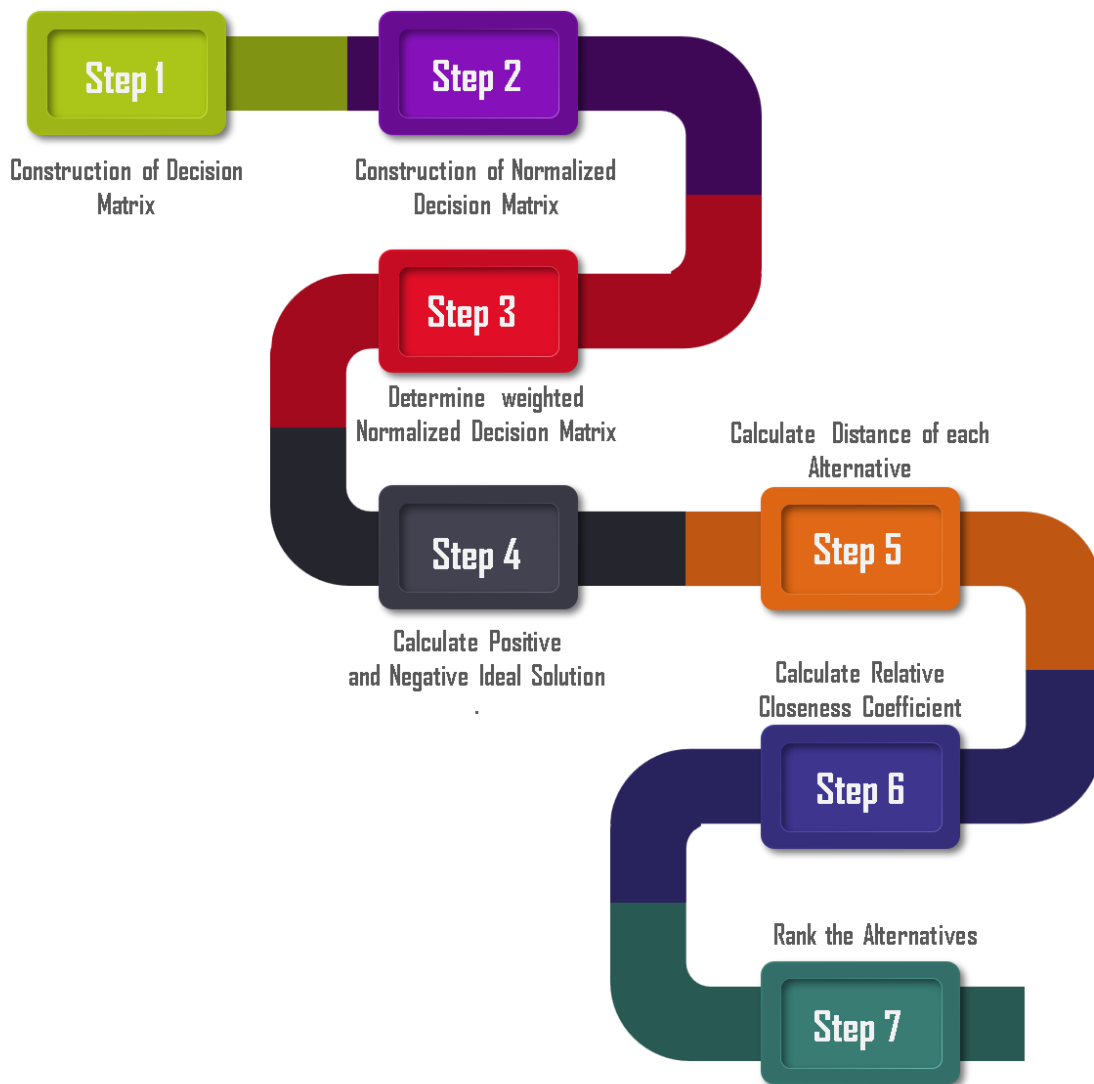 Step 1
Construction of Decision
Matrix
Step 2
Construction of Normalized
Decision Matrix
Step 3
Determine weighted
Normalized Decision Matrix
Step 4
Calculate Positive
and Negative Ideal Solution
.
Calculate Distance of each
Alternative
Step 5
Calculate Relative
Closeness Coefficient
Step 6
Rank the Alternatives
Step 7